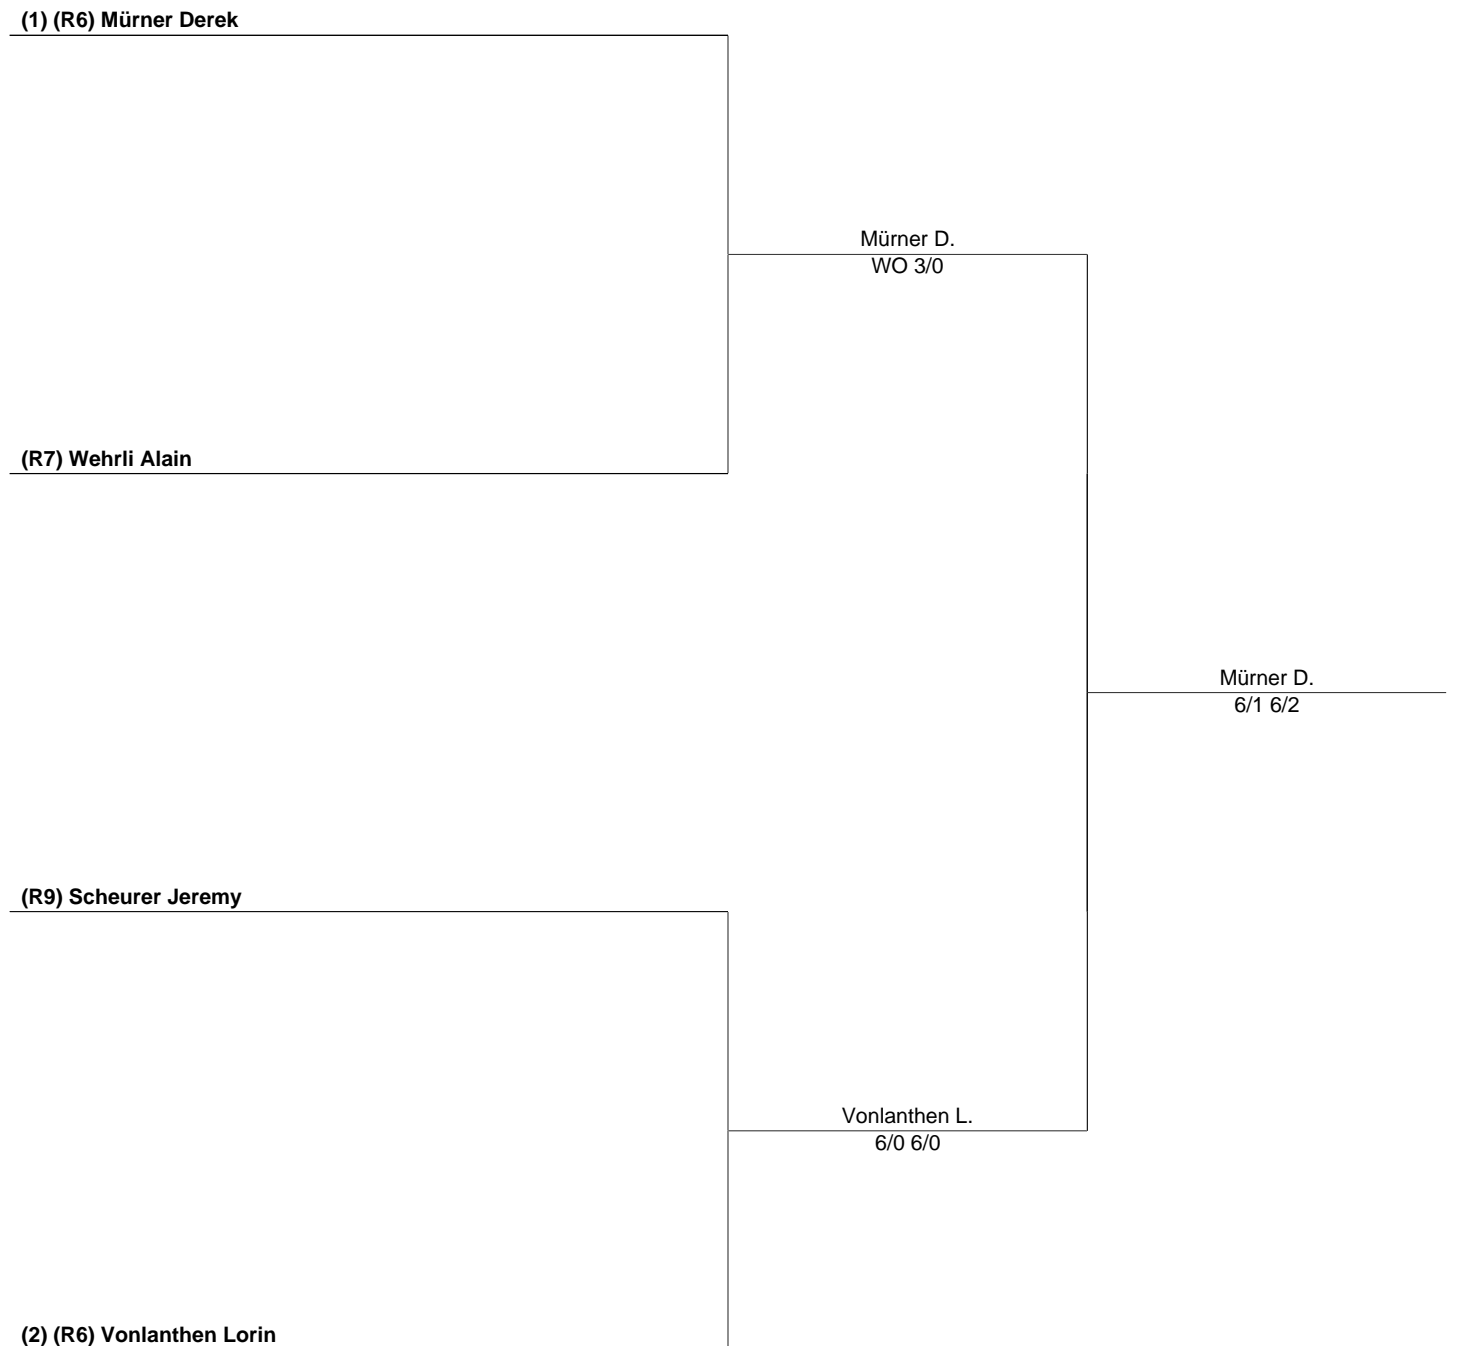 (1) (R6) Mürner Derek
Mürner D.
WO 3/0
(R7) Wehrli Alain
Mürner D.
6/1 6/2
(R9) Scheurer Jeremy
Vonlanthen L.
6/0 6/0
(2) (R6) Vonlanthen Lorin